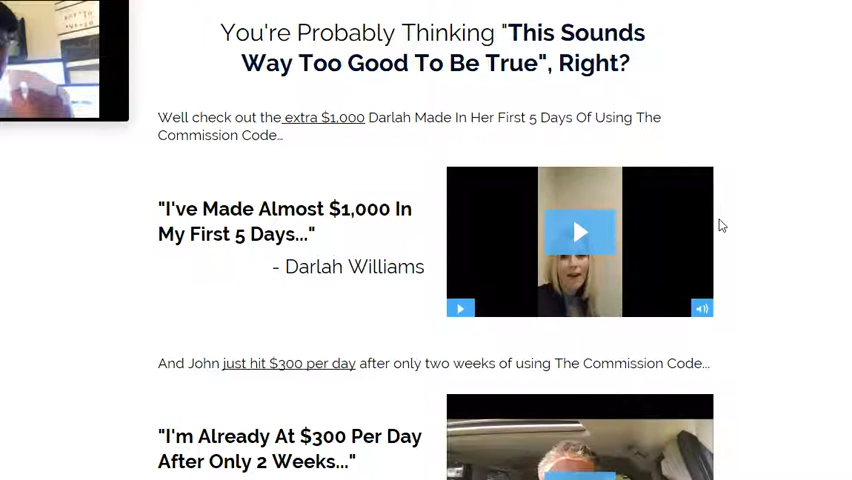 You're Probably Thinking "This Sounds
Way Too Good To Be True", Right?
Well check out the extra $1,000 Darlah Made In Her First 5 Days Of Using The
Commission Code...
"I've Made Almost $1,000 In
My First 5 Days..."
- Darlah Williams
And John just hit $300 per day after only two weeks of using The Commission Code...
"I'm Already At $300 Per Day
After Only 2 Weeks..."